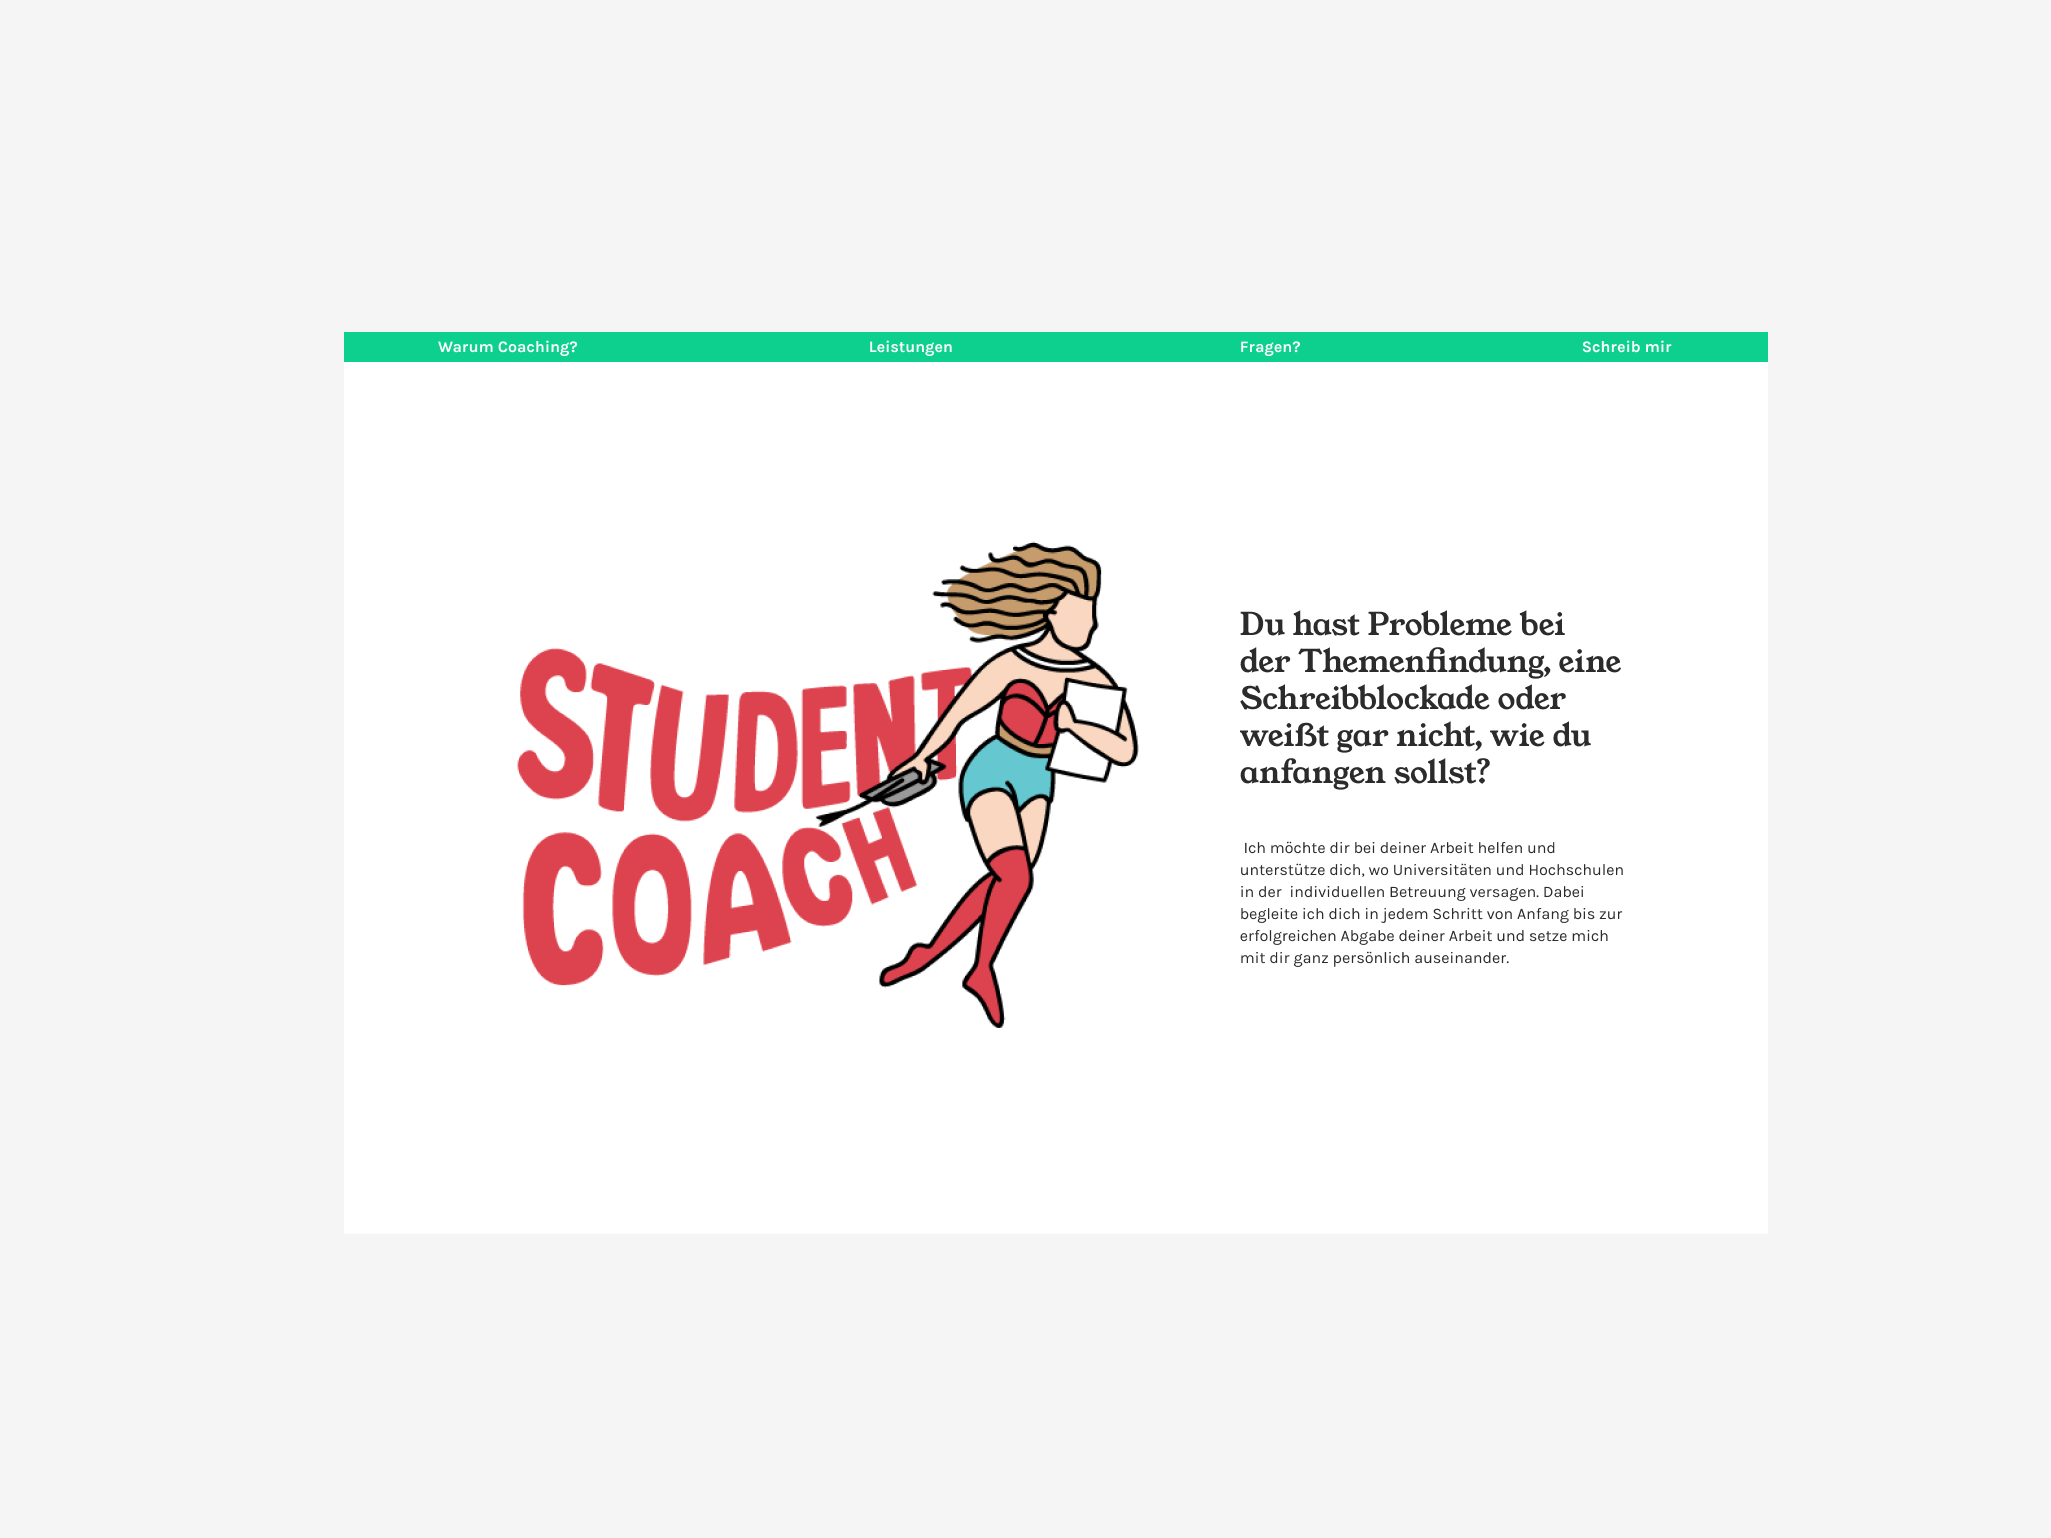 Warum Coaching? Leistungen Fragen? Schreib mir
STUDENT
COACH
Du hast Probleme bei
der Themenfindung, eine
Schreibblockade oder
weißt gar nicht, wie du
anfangen sollst?
Ich möchte dir bei deiner Arbeit helfen und
unterstütze dich, wo Universitäten und Hochschulen
in der  individuellen Betreuung versagen. Dabei
begleite ich dich in jedem Schritt von Anfang bis zur
erfolgreichen Abgabe deiner Arbeit und setze mich
mit dir ganz persönlich auseinander.